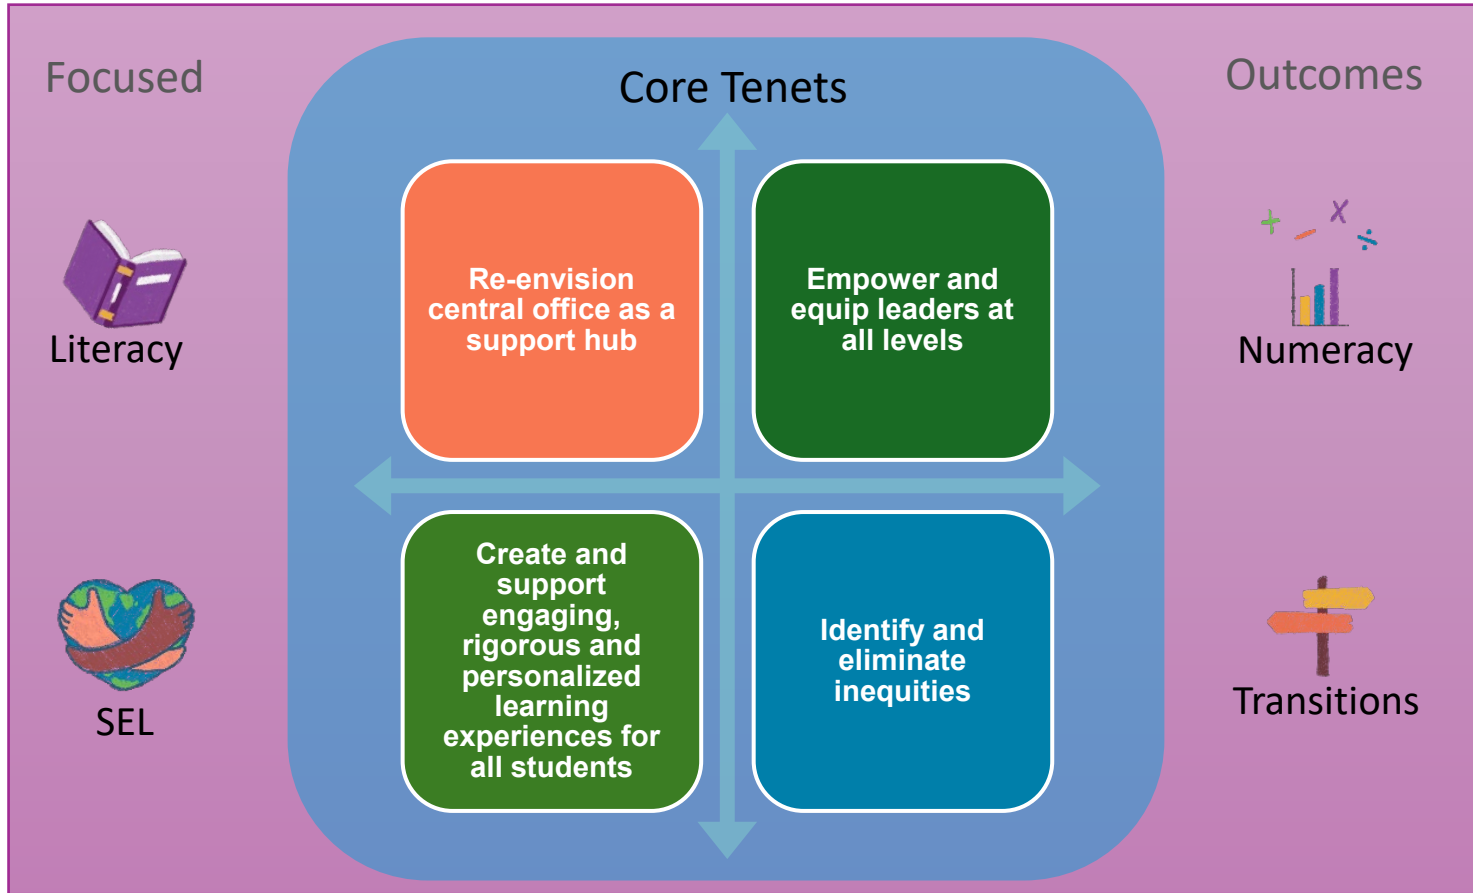 Focused
Outcomes
Core Tenets
Re-envision
central office as a
support hub
Empower and
equip leaders at
all levels
Literacy
Numeracy
Create and
support
engaging,
rigorous and
personalized
learning
experiences for
all students
Identify and
eliminate
inequities
SEL
Transitions